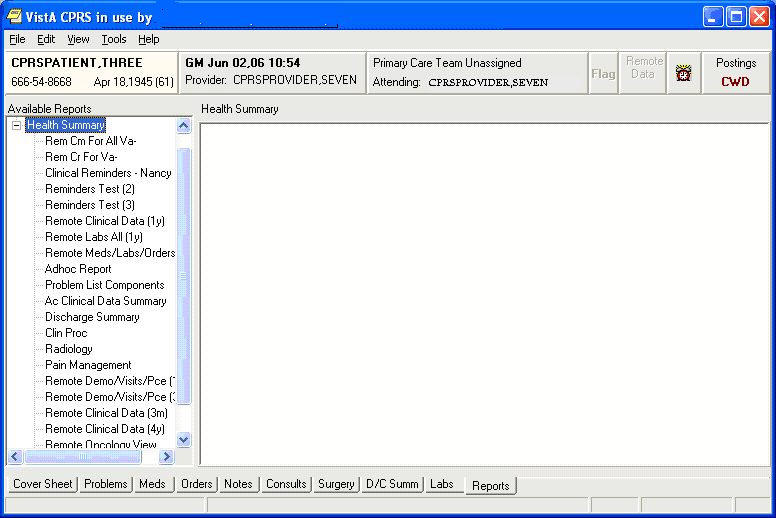 VistA CPRS in use by
File Edit View Tools Help
CPRSPATIENT,THREE
666-54-8668 Apr 18,1945 (61)
GM Jun 02,06 10:54
Provider: CPRSPROVIDER,SEVEN
Primary Care Team Unassigned
Attending: CPRSPROVIDER,SEVEN
Flag
Remote
Data
Postings
CWD
Available Reports
Health Summary
Health Summary
Rem Cm For All Va-
Rem Cr For Va-
Clinical Reminders - Nancy
Reminders Test (2)
Reminders Test (3)
Remote Clinical Data (1y)
Remote Labs All (1y)
Remote Meds/Labs/Orders
Adhoc Report
Problem List Components
Ac Clinical Data Summary
Discharge Summary
Clin Proc
Radiology
Pain Management
Remote Demo/Visits/Pce (
Remote Demo/Visits/Pce (3
Remote Clinical Data (3m)
Remote Clinical Data (4y)
Remote Oncology View
Cover Sheet Problems Meds Orders Notes Consults Surgery D/C Summ Labs Reports